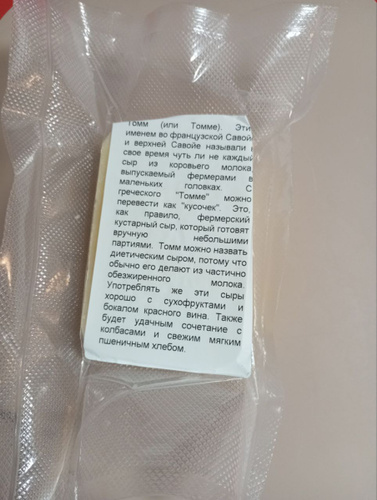 Томм (или Томме). Эти
именем во французской Савой
и верхней Савойе называли
свое время чуть ли не кажды
сыр из коровьего молока,
выпускаемый фермерами в
маленьких головках. С
греческого "Томме" можно
перевести как "кусочек". Это,
как правило, фермерский
кустарный сыр, который готовят
вручную небольшими
партиями. Томм можно назвать
диетическим сыром, потому что
обычно его делают из частично
обезжиренного молока.
Употреблять же эти сыры
хорошо с сухофруктами и
бокалом красного вина. Также
будет удачным сочетание с
колбасами и свежим мягким
пшеничным хлебом.